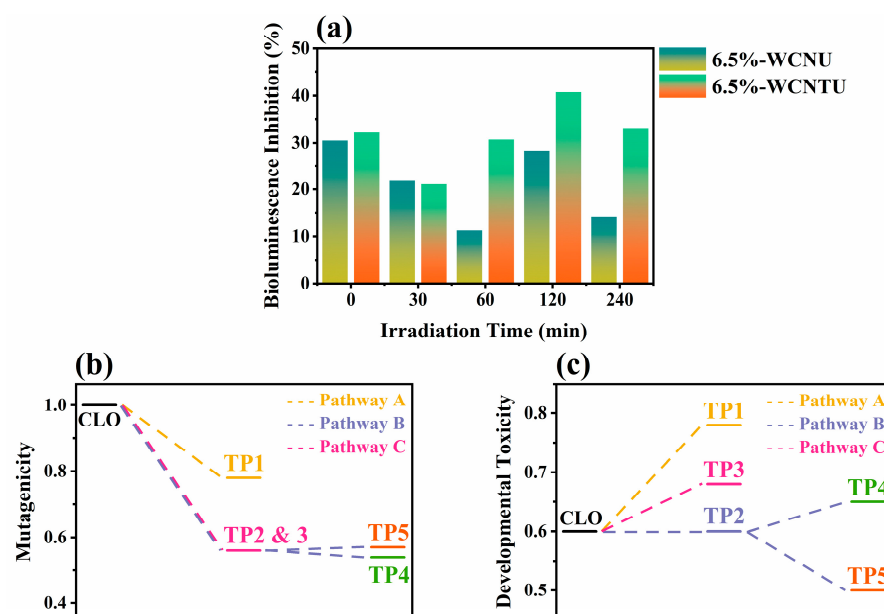 (a)
50
40
30
20
10
0
Bioluminescence Inhibition (%)
6.5%-WCNU
6.5%-WCNTU
0 30 60 120 240
Irradiation Time (min)
(b)
1.0
0.8
0.6
0.4
Mutagenicity
CLO
Pathway A
Pathway B
Pathway C
TP1
TP2 & 3
TP5
TP4
(c)
0.8
0.7
0.6
0.5
Developmental Toxicity
CLO
Pathway A
Pathway B
Pathway C
TP1
TP3
TP2
TP4
TP5